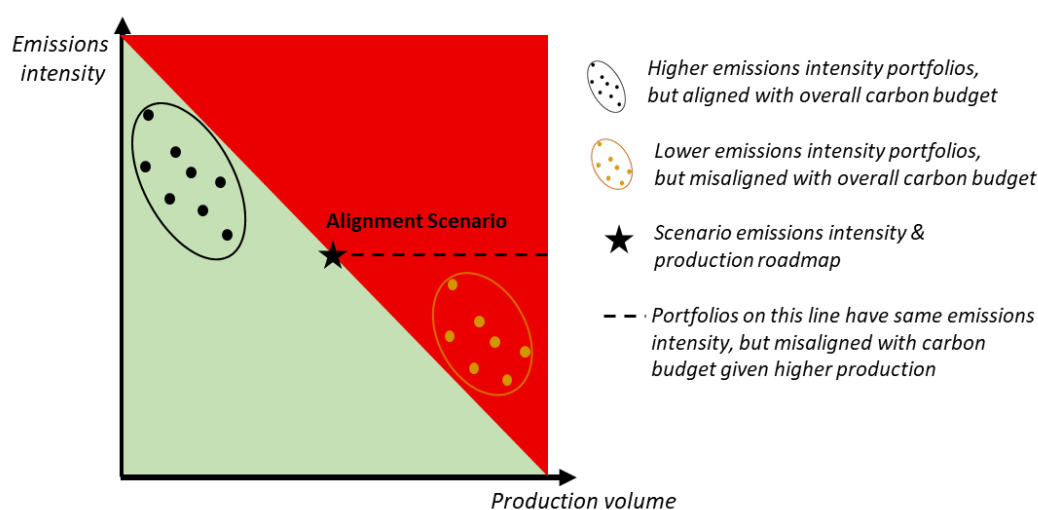 Emissions
intensity
Alignment Scenario
Production volume
Higher emissions intensity portfolios,
but aligned with overall carbon budget
Lower emissions intensity portfolios,
but misaligned with overall carbon budget
Scenario emissions intensity &
production roadmap
Portfolios on this line have same emissions
intensity, but misaligned with carbon
budget given higher production